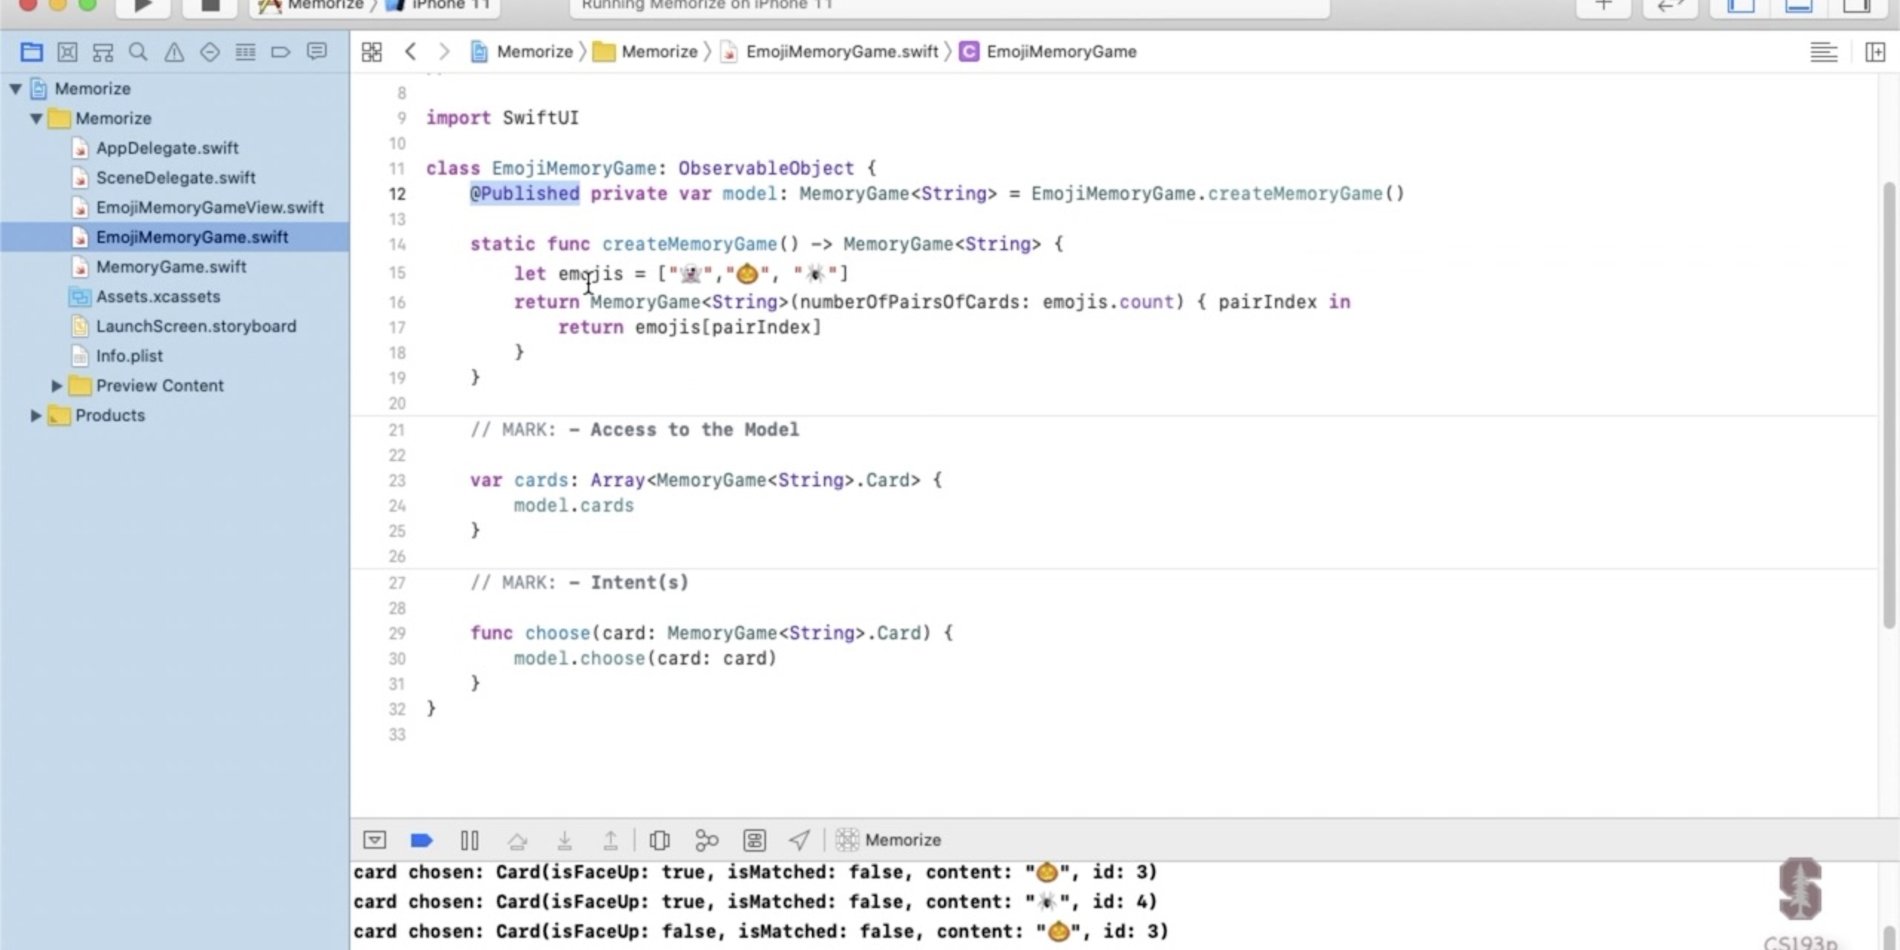 Memorize 〉 iPhone 11
Running Memorize on iPhone 11
Memorize 〉 Memorize 〉 EmojiMemoryGame.swift 〉 C EmojiMemoryGame
Memorize
Memorize
AppDelegate.swift
SceneDelegate.swift
EmojiMemoryGameView.swift
EmojiMemoryGame.swift
MemoryGame.swift
Assets.xcassets
LaunchScreen.storyboard
Info.plist
Preview Content
Products
8
9 import SwiftUI
10
11 class EmojiMemoryGame: ObservableObject {
12 @Published private var model: MemoryGame<String> = EmojiMemoryGame.createMemoryGame()
13
14 static func createMemoryGame() -> MemoryGame<String> {
15 let emojis = ["👻","🎃", "🕷"]
16 return MemoryGame<String>(numberOfPairsOfCards: emojis.count) { pairIndex in
17 return emojis[pairIndex]
18 }
19 }
20
21 // MARK: - Access to the Model
22
23 var cards: Array<MemoryGame<String>.Card> {
24 model.cards
25 }
26
27 // MARK: - Intent(s)
28
29 func choose(card: MemoryGame<String>.Card) {
30 model.choose(card: card)
31 }
32 }
33
Memorize
card chosen: Card(isFaceUp: true, isMatched: false, content: "🎃", id: 3)
card chosen: Card(isFaceUp: true, isMatched: false, content: "🕷", id: 4)
card chosen: Card(isFaceUp: false, isMatched: false, content: "🎃", id: 3)
S
CS193p